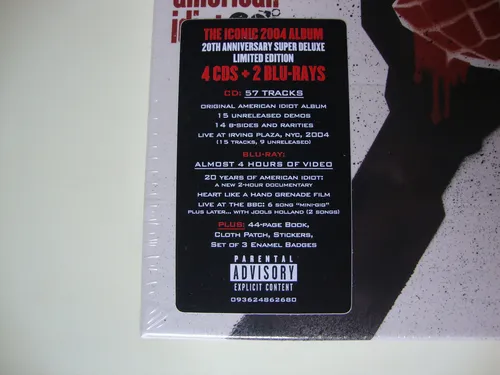 american
idiot
THE ICONIC 2004 ALBUM
20TH ANNIVERSARY SUPER DELUXE
LIMITED EDITION
4 CDS + 2 BLU-RAYS
CD: 57 TRACKS
ORIGINAL AMERICAN IDIOT ALBUM
15 UNRELEASED DEMOS
14 B-SIDES AND RARITIES
LIVE AT IRVING PLAZA, NYC, 2004
(15 TRACKS, 9 UNRELEASED)
BLU-RAY:
ALMOST 4 HOURS OF VIDEO
20 YEARS OF AMERICAN IDIOT:
A NEW 2-HOUR DOCUMENTARY
HEART LIKE A HAND GRENADE FILM
LIVE AT THE BBC: 6 SONG "MINI-GIG"
PLUS LATER... WITH JOOLS HOLLAND (2 SONGS)
PLUS: 44-PAGE BOOK,
CLOTH PATCH, STICKERS,
SET OF 3 ENAMEL BADGES
PARENTAL
ADVISORY
EXPLICIT CONTENT
093624862680